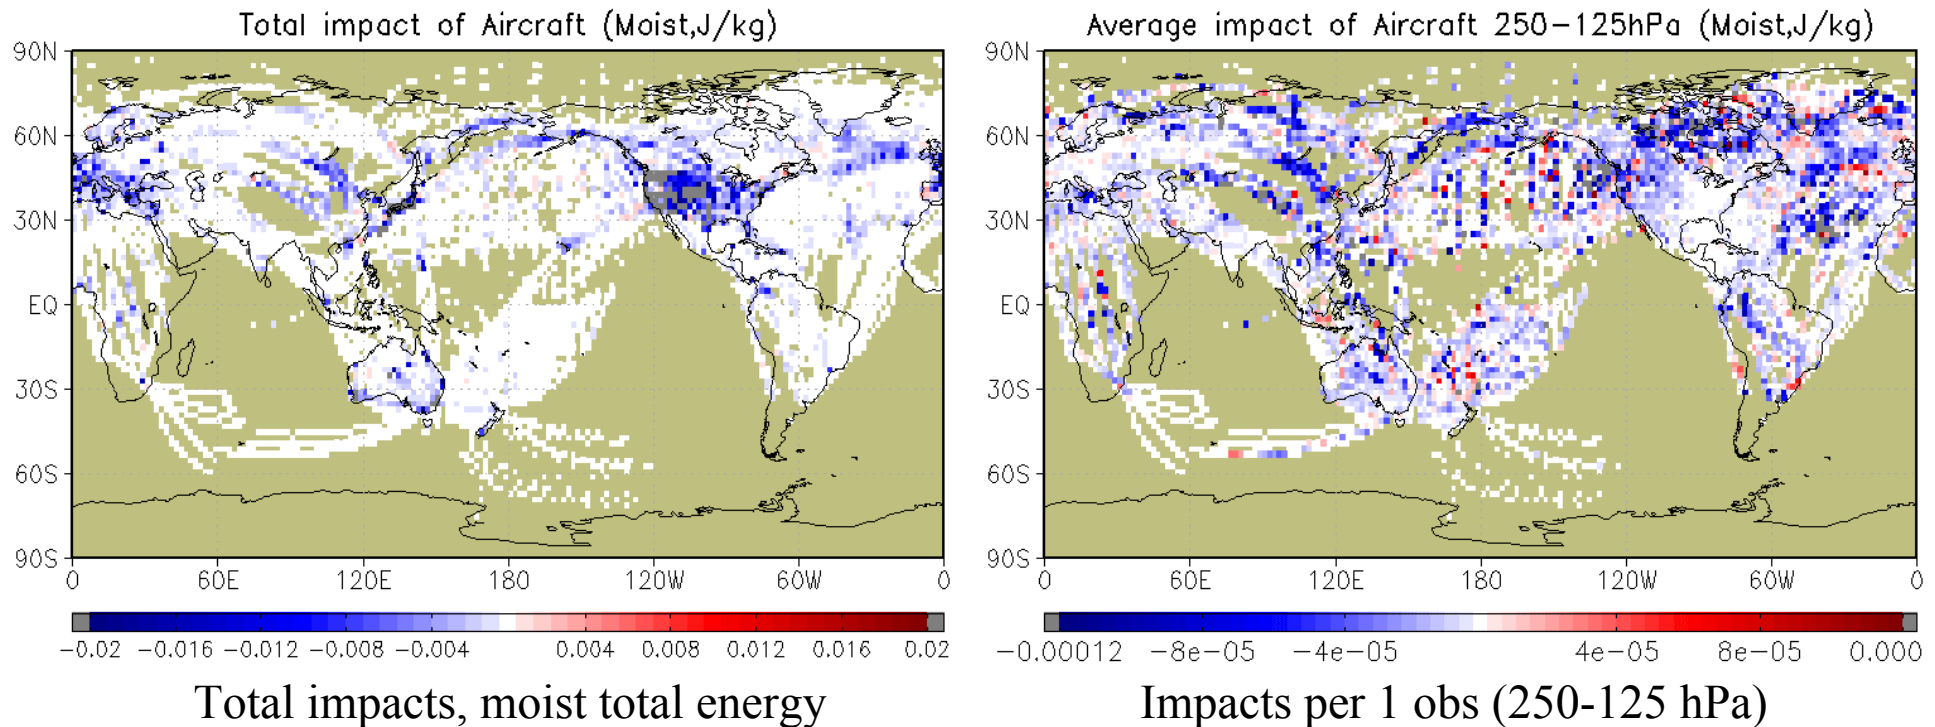 Total impact of Aircraft (Moist,J/kg)
90N
60N
30N
EQ
30S
60S
90S
0 60E 120E 180 120W 60W 0
-0.02 -0.016 -0.012 -0.008 -0.004 0.004 0.008 0.012 0.016 0.02
Total impacts, moist total energy
Average impact of Aircraft 250-125hPa (Moist,J/kg)
90N
60N
30N
EQ
30S
60S
90S
0 60E 120E 180 120W 60W 0
-0.00012 -8e-05 -4e-05 4e-05 8e-05 0.000
Impacts per 1 obs (250-125 hPa)